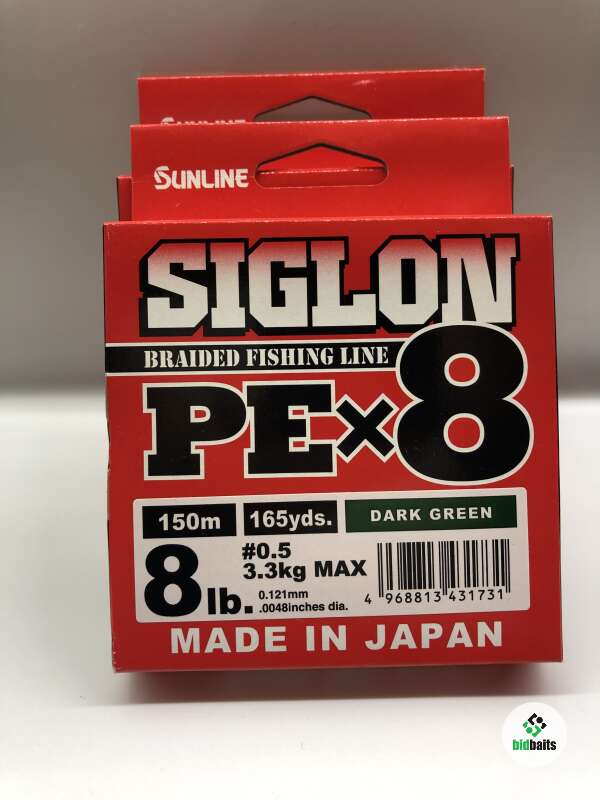 SUNLINE
SUNLINE
SIGLON
BRAIDED FISHING LINE
PE×8
150m 165yds. DARK GREEN
8lb.
#0.5
3.3kg MAX
0.121mm
.0048inches dia.
4 968813 431731
MADE IN JAPAN
bidbaits